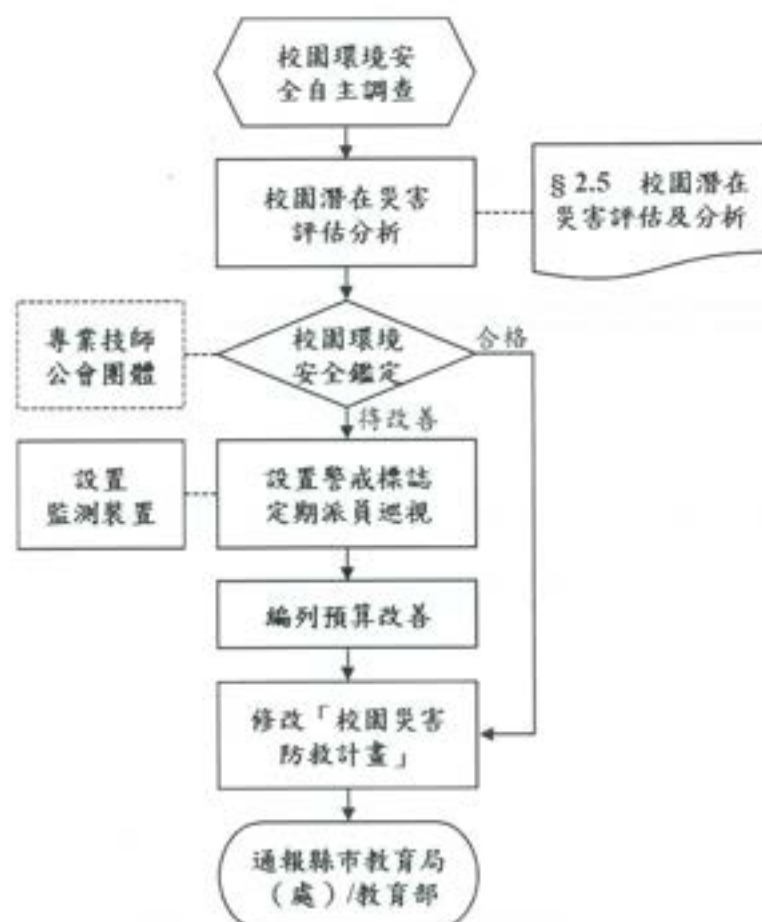 校園環境安
全自主調查
校園潛在災害
評估分析
§ 2.5 校園潛在
災害評估及分析
專業技師
公會團體
校園環境
安全鑑定
合格
待改善
設置
監測裝置
設置警戒標誌
定期派員巡視
編列預算改善
修改「校園災害
防救計畫」
通報縣市教育局
（處）/教育部